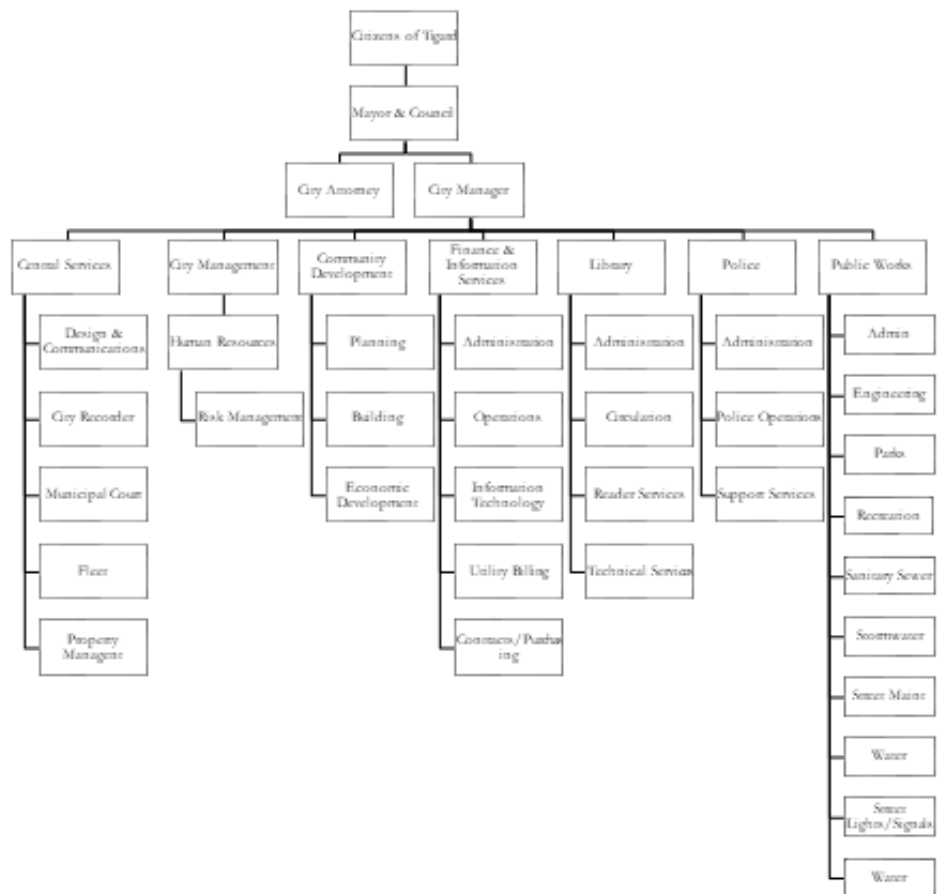 Citizens of Tigard
Mayor & Council
City Attorney
City Manager
Central Services
City Management
Community
Development
Finance &
Information
Services
Library
Police
Public Works
Design &
Communications
City Recorder
Municipal Court
Fleet
Property
Managent
Human Resources
Risk Management
Planning
Building
Economic
Development
Administration
Operations
Information
Technology
Utility Billing
Contracts/Purchas
ing
Administration
Circulation
Reader Services
Technical Services
Administration
Police Operations
Support Services
Admin
Engineering
Parks
Recreation
Sanitary Sewer
Stormwater
Street Maint
Water
Street
Lights/Signals
Water